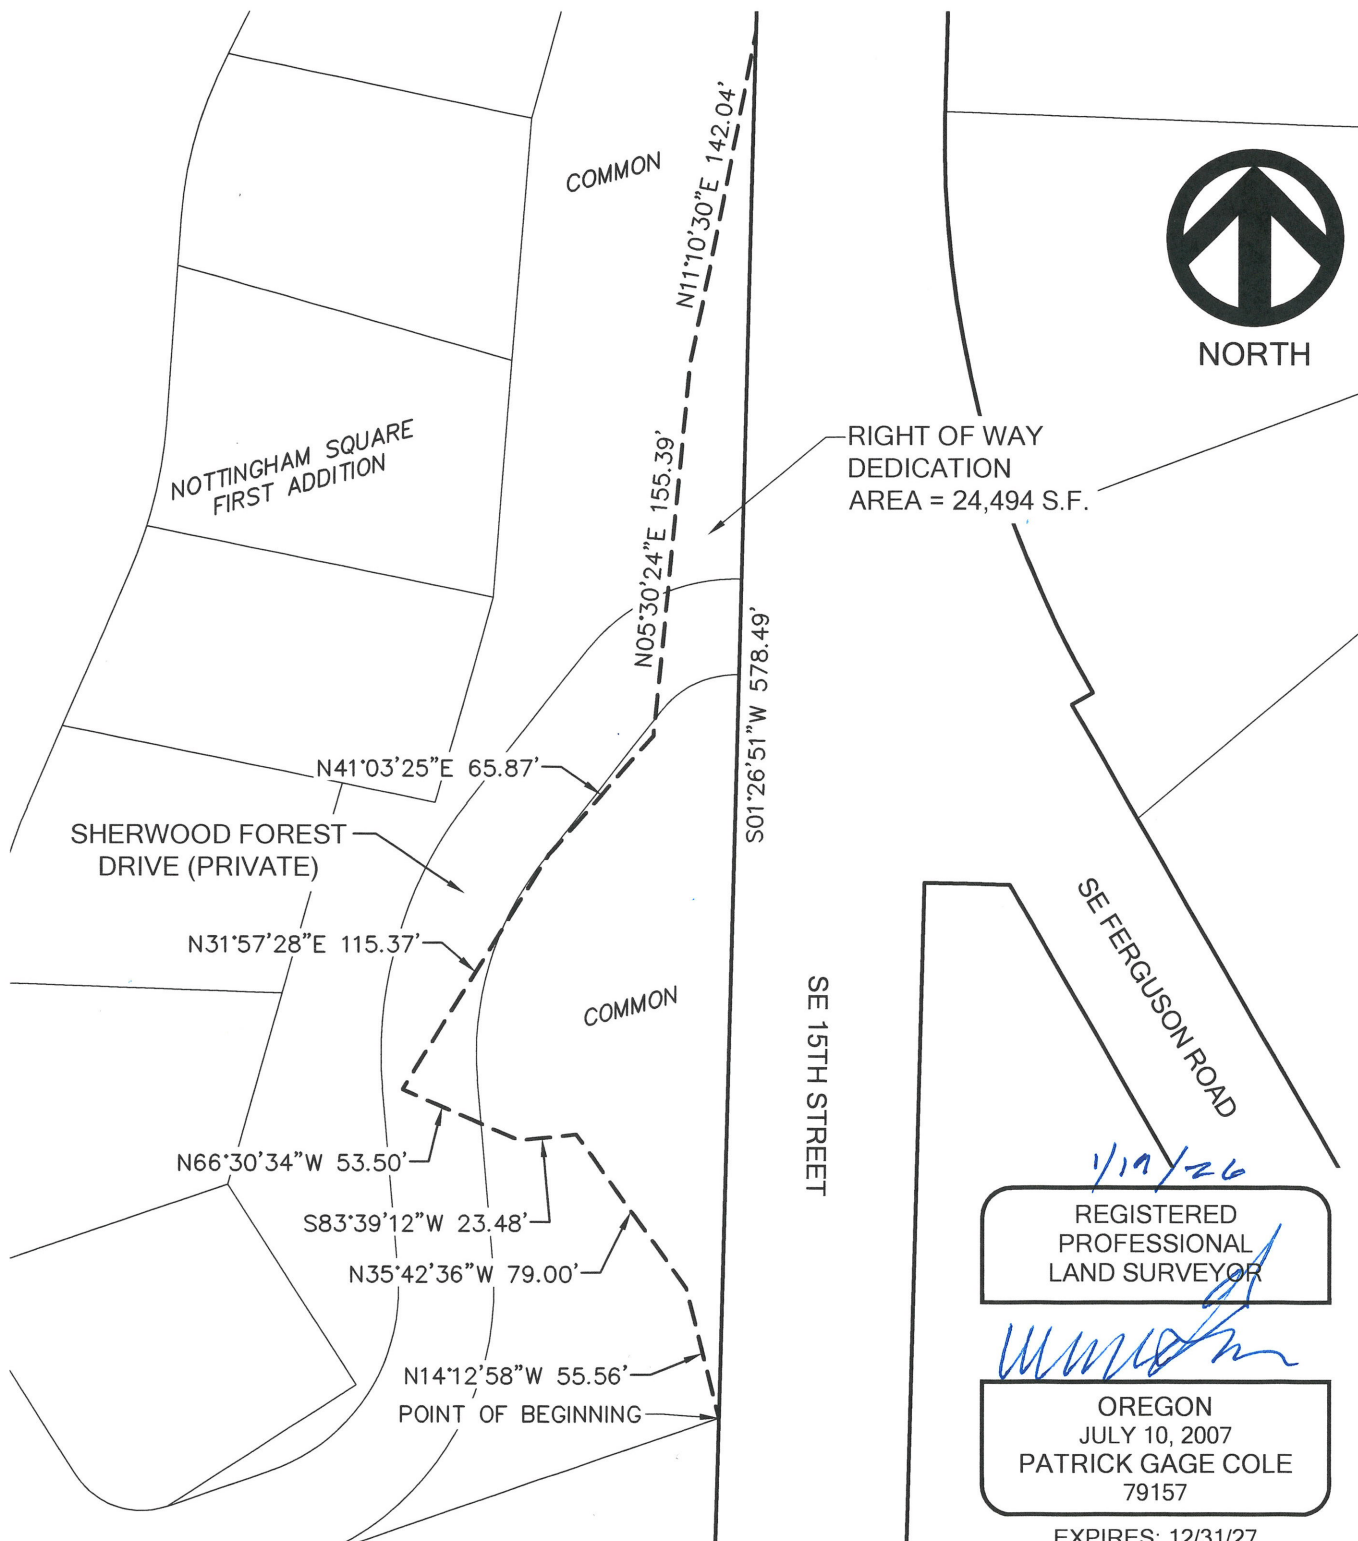 COMMON
N11°10'30"E 142.04'
NORTH
RIGHT OF WAY
DEDICATION
AREA = 24,494 S.F.
NOTTINGHAM SQUARE
FIRST ADDITION
N05°30'24"E 155.39'
S01°26'51"W 578.49'
N41°03'25"E 65.87'
SHERWOOD FOREST
DRIVE (PRIVATE)
N31°57'28"E 115.37'
COMMON
SE 15TH STREET
SE FERGUSON ROAD
N66°30'34"W 53.50'
S83°39'12"W 23.48'
N35°42'36"W 79.00'
N14°12'58"W 55.56'
POINT OF BEGINNING
1/19/26
REGISTERED
PROFESSIONAL
LAND SURVEYOR
OREGON
JULY 10, 2007
PATRICK GAGE COLE
79157
EXPIRES: 12/31/27